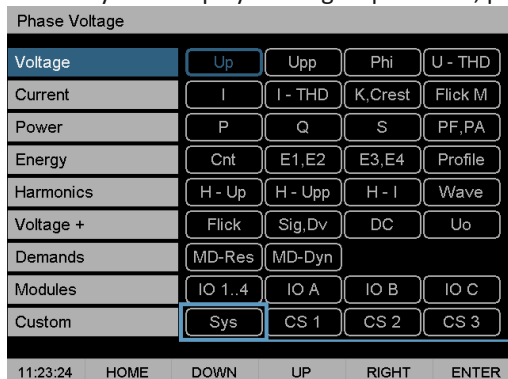 Phase Voltage
Voltage Up Upp Phi U - THD
Current I I - THD K,Crest Flick M
Power P Q S PF,PA
Energy Cnt E1,E2 E3,E4 Profile
Harmonics H - Up H - Upp H - I Wave
Voltage + Flick Sig,Dv DC Uo
Demands MD-Res MD-Dyn
Modules IO 1..4 IO A IO B IO C
Custom Sys CS 1 CS 2 CS 3
11:23:24 HOME DOWN UP RIGHT ENTER